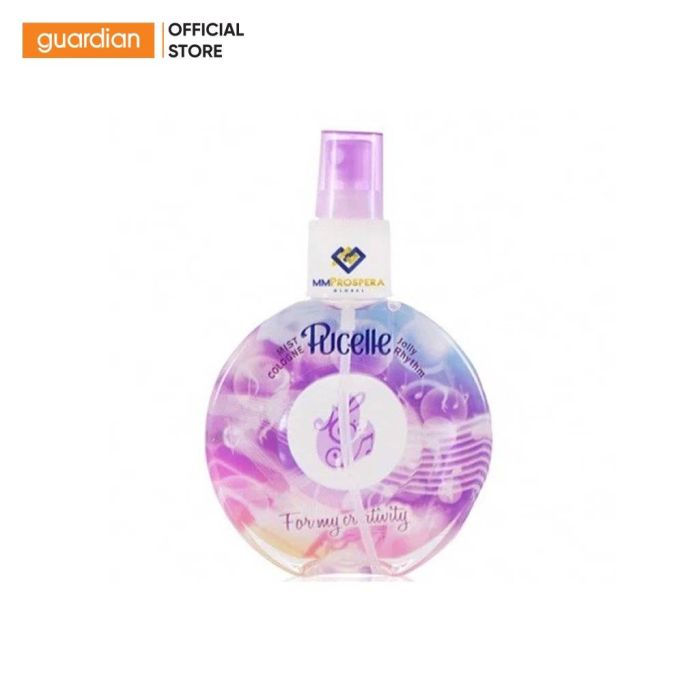 guardian
OFFICIAL
STORE
MMPROSPERA
GLOBAL
MIST
COLOGNE
Pucelle
Jolly
Rhythm
For my creativity